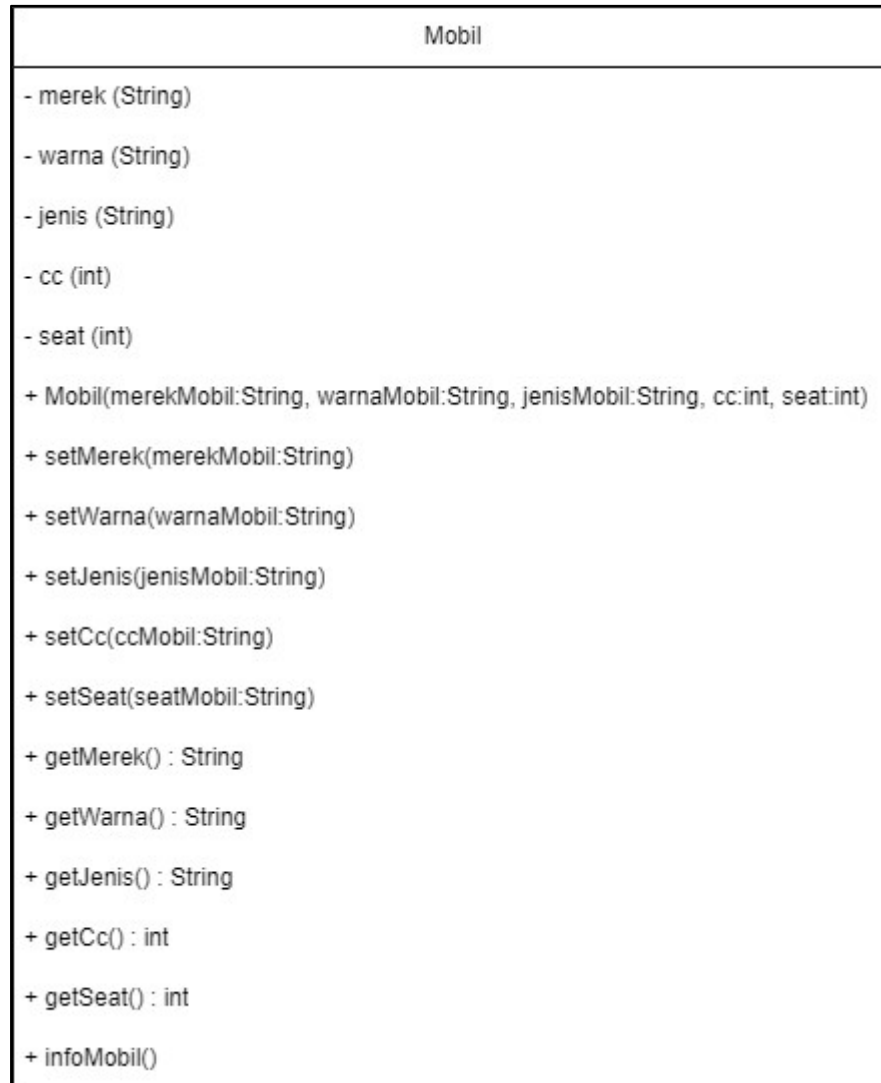 Mobil
- merek (String)
- warna (String)
- jenis (String)
- cc (int)
- seat (int)
+ Mobil(merekMobil:String, warnaMobil:String, jenisMobil:String, cc:int, seat:int)
+ setMerek(merekMobil:String)
+ setWarna(warnaMobil:String)
+ setJenis(jenisMobil:String)
+ setCc(ccMobil:String)
+ setSeat(seatMobil:String)
+ getMerek() : String
+ getWarna() : String
+ getJenis() : String
+ getCc() : int
+ getSeat() : int
+ infoMobil()